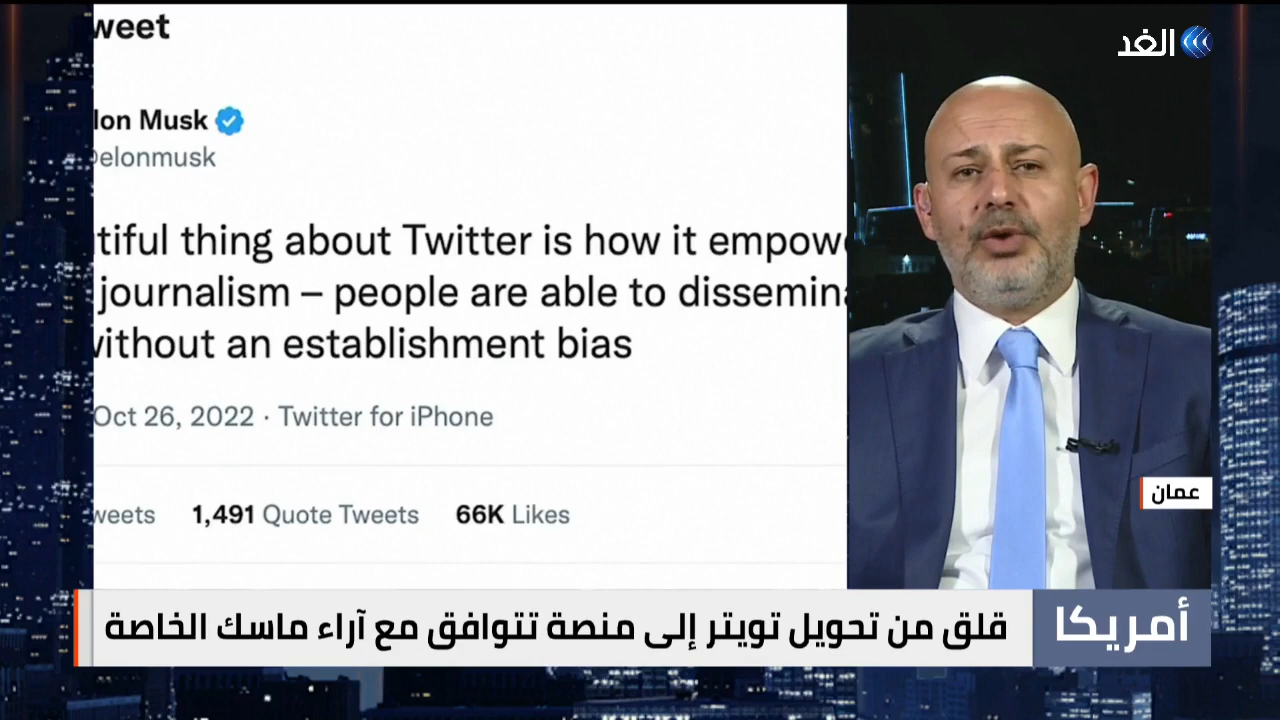 weet
الغد
lon Musk
@elonmusk
utiful thing about Twitter is how it empow
journalism – people are able to dissemin
without an establishment bias
Oct 26, 2022 · Twitter for iPhone
weets 1,491 Quote Tweets 66K Likes
عمان
أمريكا
قلق من تحويل تويتر إلى منصة تتوافق مع آراء ماسك الخاصة